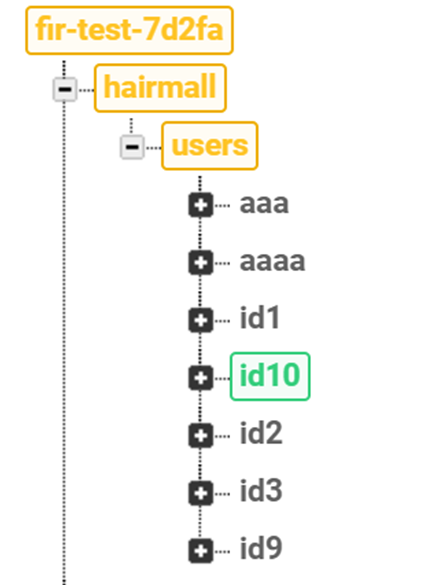 fir-test-7d2fa
hairmall
users
aaa
aaaa
id1
id10
id2
id3
id9